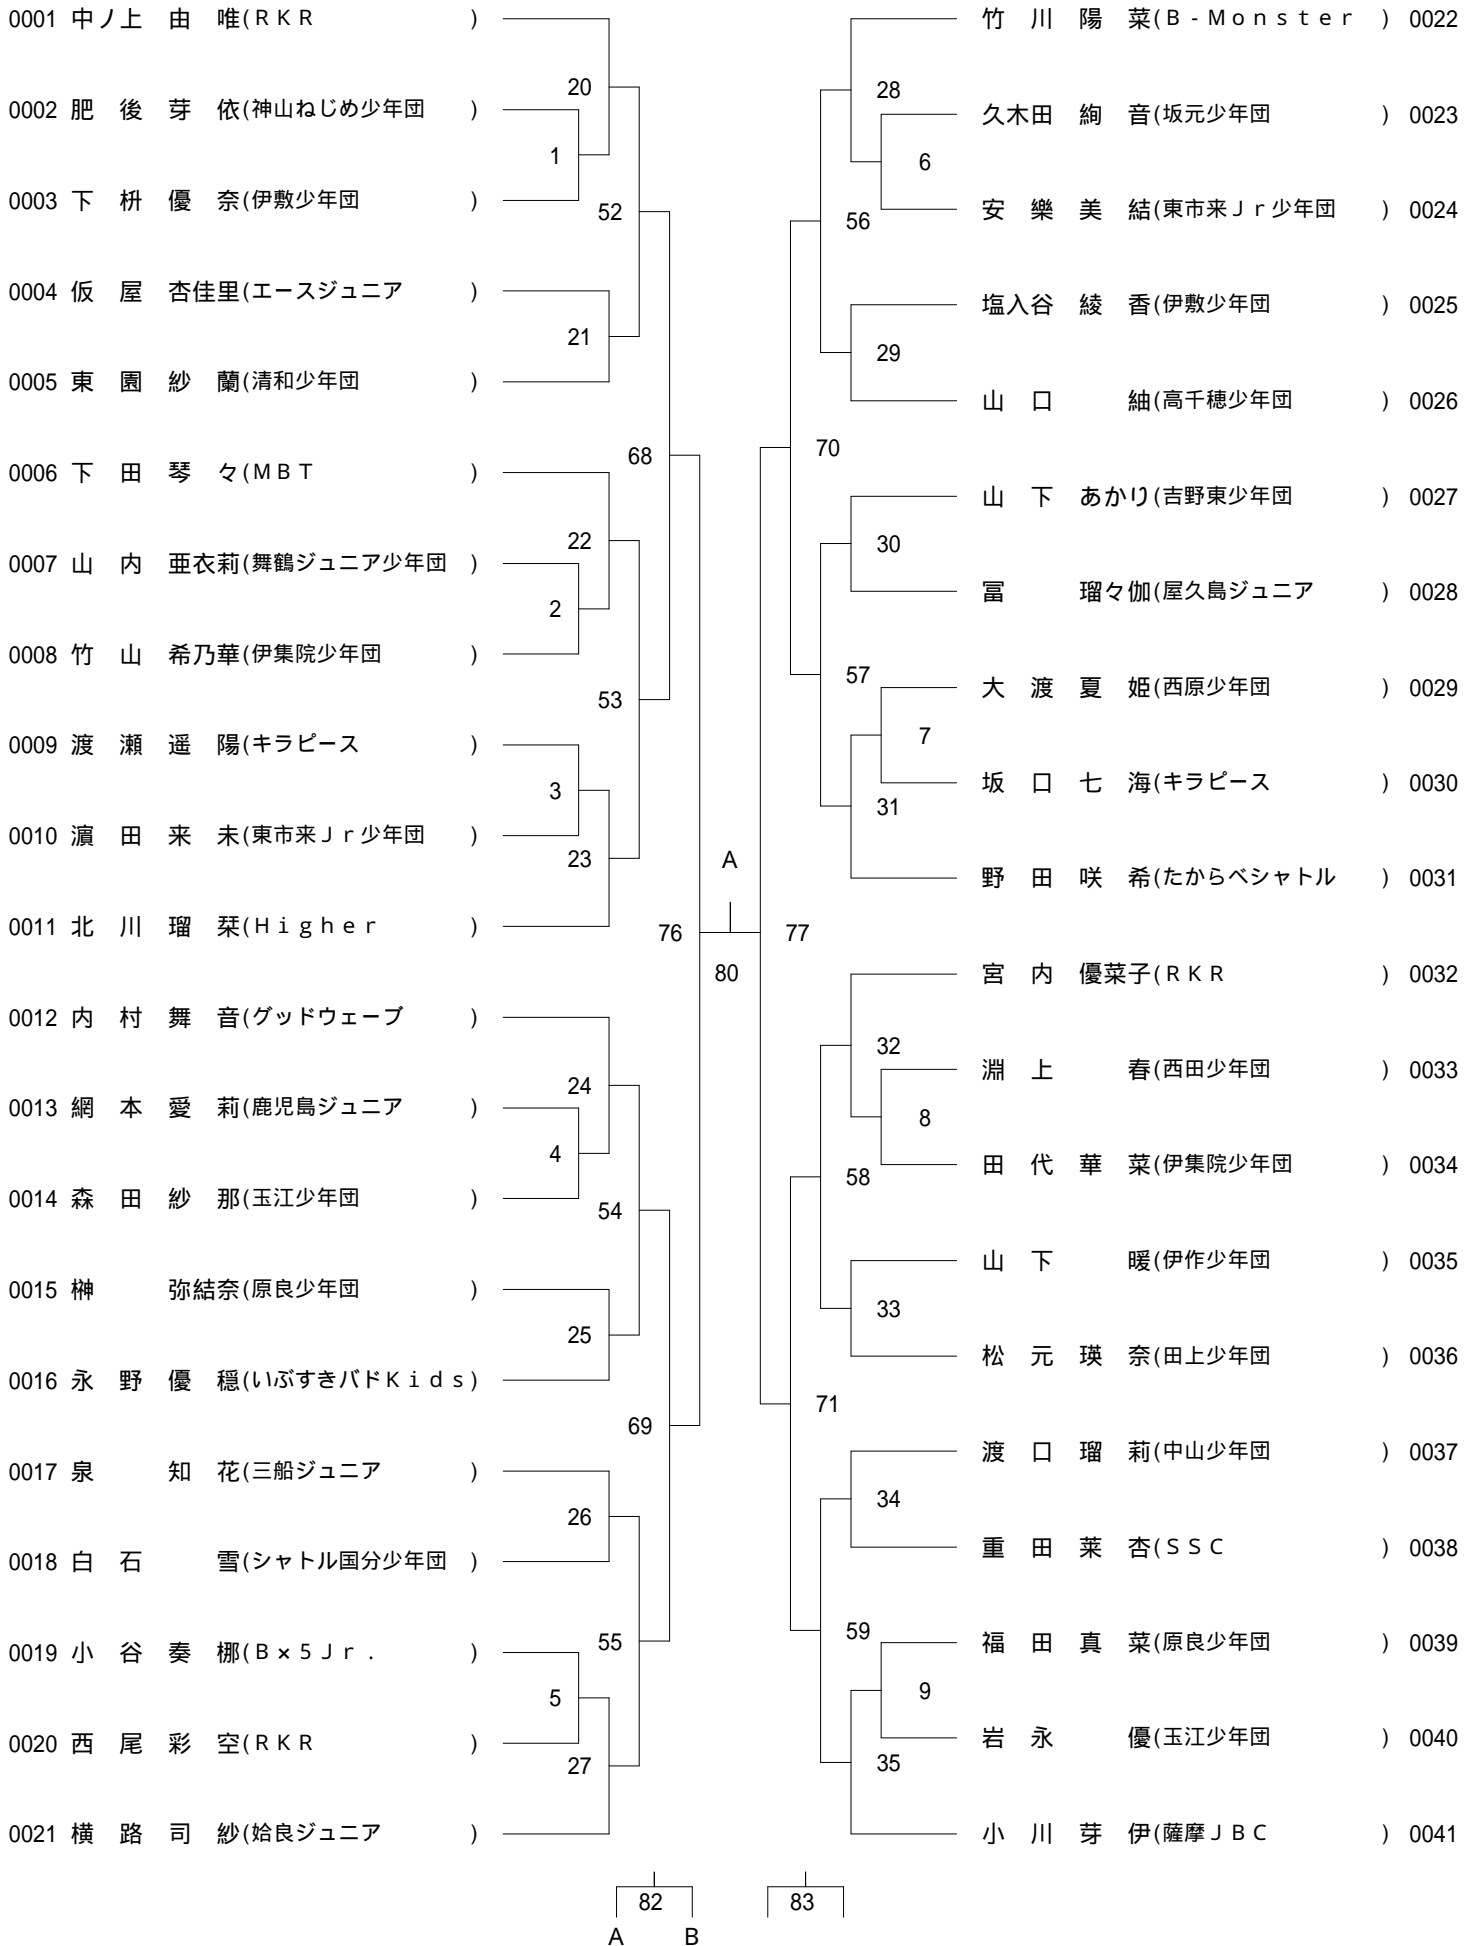 0001 中ノ上 由 唯(RKR )
0002 肥 後 芽 依(神山ねじめ少年団 )
0003 下 枡 優 奈(伊敷少年団 )
0004 仮 屋 杏佳里(エースジュニア )
0005 東 園 紗 蘭(清和少年団 )
0006 下 田 琴 々(MBT )
0007 山 内 亜衣莉(舞鶴ジュニア少年団 )
0008 竹 山 希乃華(伊集院少年団 )
0009 渡 瀬 遥 陽(キラピース )
0010 濵 田 来 未(東市来Jr少年団 )
0011 北 川 瑠 栞(Higher )
0012 内 村 舞 音(グッドウェーブ )
0013 網 本 愛 莉(鹿児島ジュニア )
0014 森 田 紗 那(玉江少年団 )
0015 榊 弥結奈(原良少年団 )
0016 永 野 優 穏(いぶすきバドKids)
0017 泉 知 花(三船ジュニア )
0018 白 石 雪(シャトル国分少年団 )
0019 小 谷 奏 梛(B×5Jr. )
0020 西 尾 彩 空(RKR )
0021 横 路 司 紗(姶良ジュニア )
1
2
3
4
5
20
21
22
23
24
25
26
27
52
53
54
55
68
69
76
A
80
77
竹 川 陽 菜(B-Monster ) 0022
久木田 絢 音(坂元少年団 ) 0023
安 樂 美 結(東市来Jr少年団 ) 0024
塩入谷 綾 香(伊敷少年団 ) 0025
山 口 紬(高千穂少年団 ) 0026
山 下 あかり(吉野東少年団 ) 0027
冨 瑠々伽(屋久島ジュニア ) 0028
大 渡 夏 姫(西原少年団 ) 0029
坂 口 七 海(キラピース ) 0030
野 田 咲 希(たからべシャトル ) 0031
宮 内 優菜子(RKR ) 0032
淵 上 春(西田少年団 ) 0033
田 代 華 菜(伊集院少年団 ) 0034
山 下 暖(伊作少年団 ) 0035
松 元 瑛 奈(田上少年団 ) 0036
渡 口 瑠 莉(中山少年団 ) 0037
重 田 菜 杏(SSC ) 0038
福 田 真 菜(原良少年団 ) 0039
岩 永 優(玉江少年団 ) 0040
小 川 芽 伊(薩摩JBC ) 0041
28
6
56
29
70
30
57
7
31
32
8
58
33
71
34
59
9
35
82
A B
83